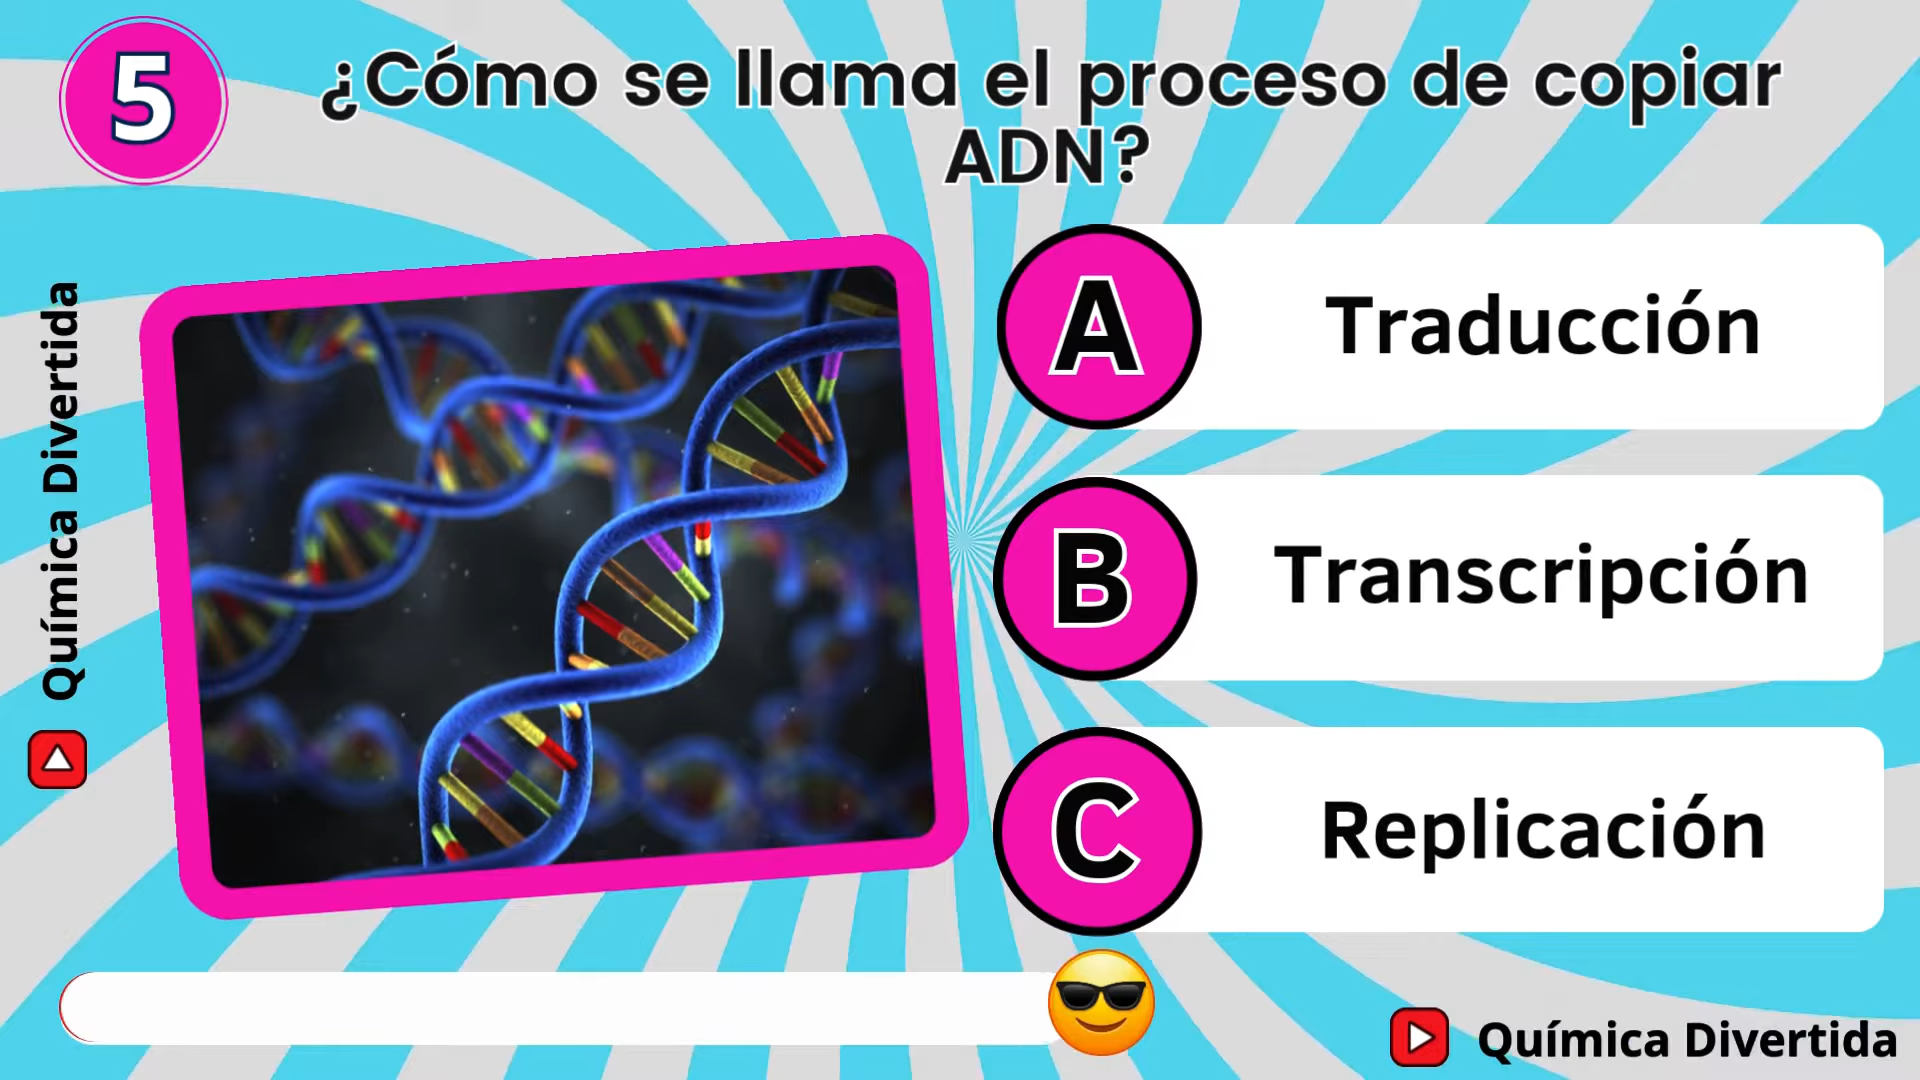 5
¿Cómo se llama el proceso de copiar
ADN?
A
Traducción
B
Transcripción
C
Replicación
Química Divertida
Química Divertida